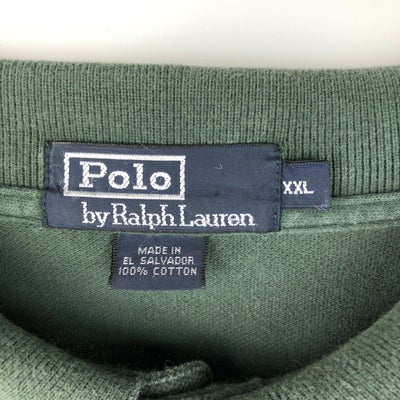 Polo
by Ralph Lauren
XXL
MADE IN
EL SALVADOR
100% COTTON